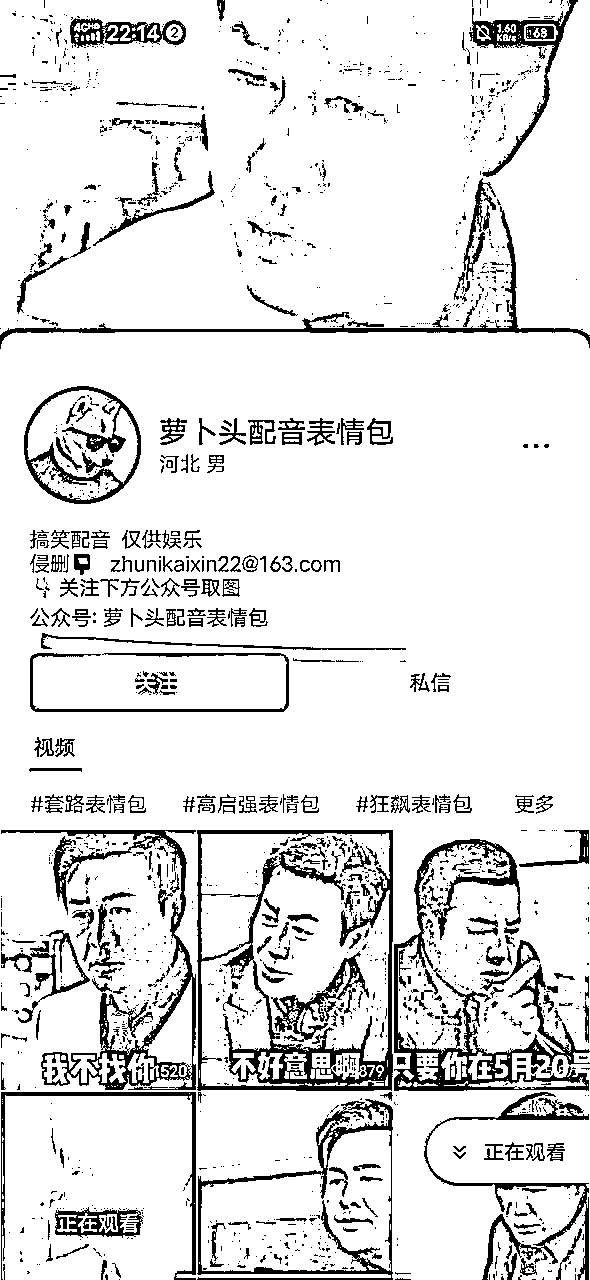 22:14 2
1.60 KB/s 68
萝卜头配音表情包
河北 男
搞笑配音 仅供娱乐
侵删 zhunikaixin22@163.com
关注下方公众号取图
公众号: 萝卜头配音表情包
关注
私信
视频
#套路表情包 #高启强表情包 #狂飙表情包 更多
我不找你 520
不好意思啊 879
只要你在5月20号
正在观看
正在观看